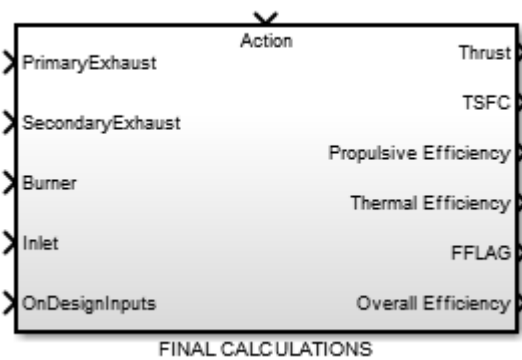 Action
PrimaryExhaust
SecondaryExhaust
Burner
Inlet
OnDesignInputs
Thrust
TSFC
Propulsive Efficiency
Thermal Efficiency
FFLAG
Overall Efficiency
FINAL CALCULATIONS